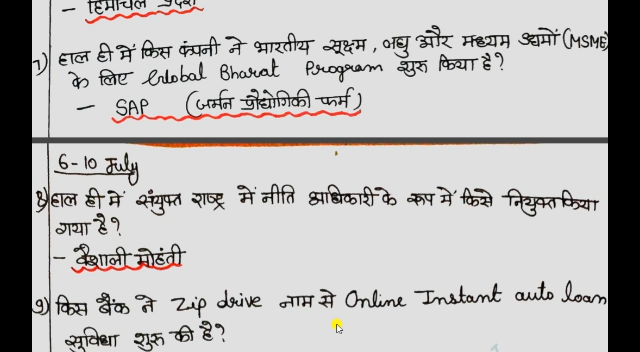 - हिमाचल प्रदेश
7) हाल ही में किस कंपनी ने भारतीय सूक्ष्म, लघु और मध्यम उद्यमों (MSME)
के लिए Global Bharat Program शुरू किया है?
- SAP (जर्मन प्रौद्योगिकी फर्म)
6-10 July
8) हाल ही में संयुक्त राष्ट्र में नीति अधिकारी के रूप में किसे नियुक्त किया
गया है?
- वैशाली मोहंती
9) किस बैंक ने Zip drive नाम से Online Instant auto loan
सुविधा शुरू की है?